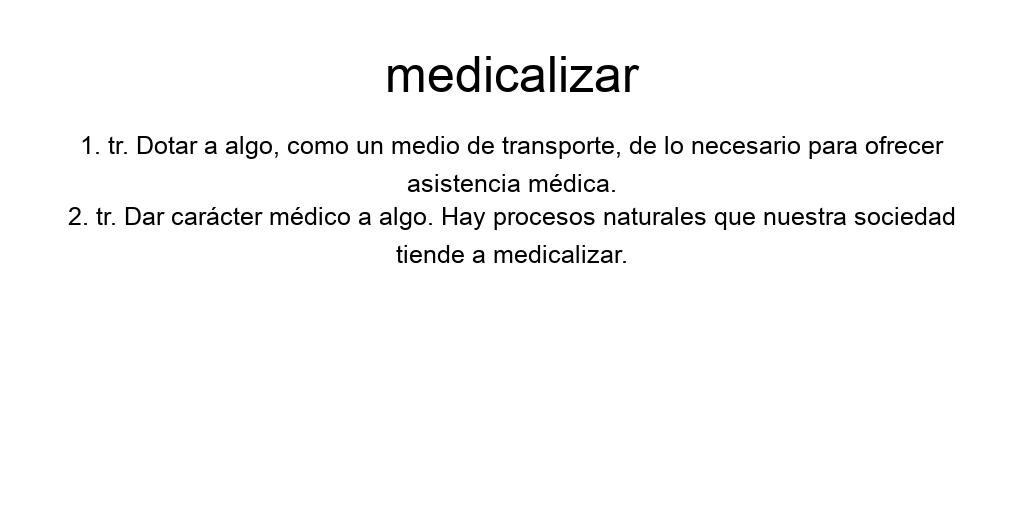 medicalizar
1. tr. Dotar a algo, como un medio de transporte, de lo necesario para ofrecer
asistencia médica.
2. tr. Dar carácter médico a algo. Hay procesos naturales que nuestra sociedad
tiende a medicalizar.